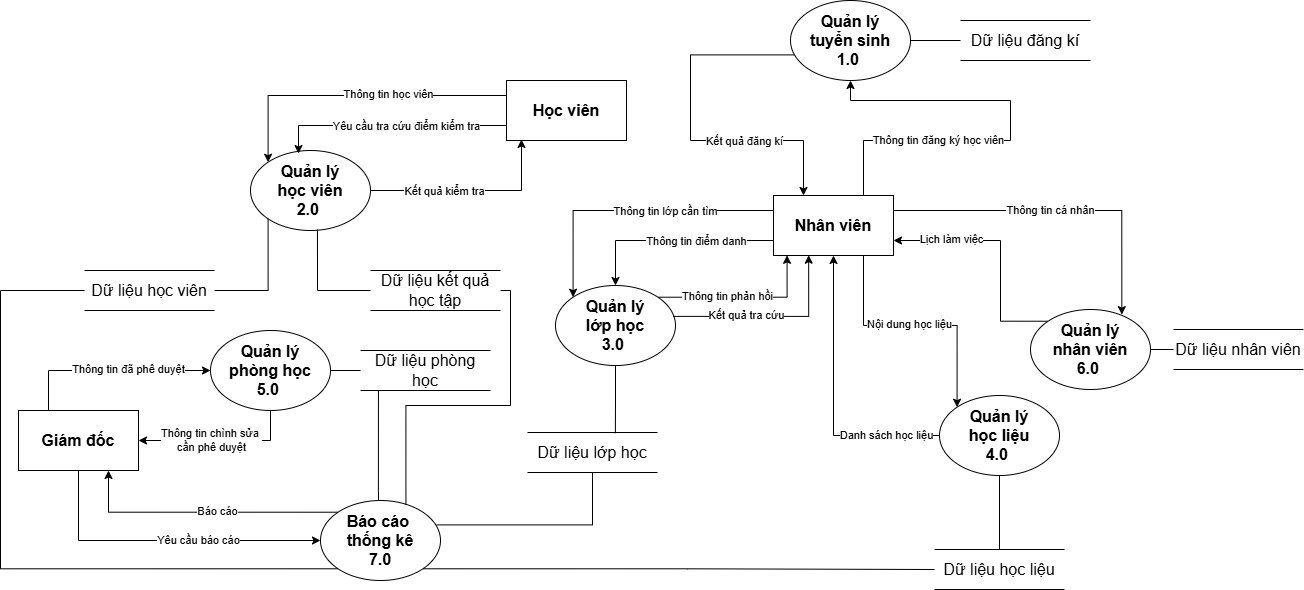 Quản lý
tuyển sinh
1.0
Dữ liệu đăng kí
Thông tin học viên
Học viên
Yêu cầu tra cứu điểm kiểm tra
Kết quả đăng kí
Thông tin đăng ký học viên
Quản lý
học viên
2.0
Kết quả kiểm tra
Thông tin lớp cần tìm
Nhân viên
Thông tin cá nhân
Thông tin điểm danh
Lịch làm việc
Dữ liệu học viên
Dữ liệu kết quả
học tập
Quản lý
lớp học
3.0
Thông tin phản hồi
Kết quả tra cứu
Nội dung học liệu
Quản lý
nhân viên
6.0
Dữ liệu nhân viên
Quản lý
phòng học
5.0
Dữ liệu phòng
học
Thông tin đã phê duyệt
Giám đốc
Thông tin chỉnh sửa
cần phê duyệt
Danh sách học liệu
Quản lý
học liệu
4.0
Dữ liệu lớp học
Báo cáo
Yêu cầu báo cáo
Báo cáo
thống kê
7.0
Dữ liệu học liệu